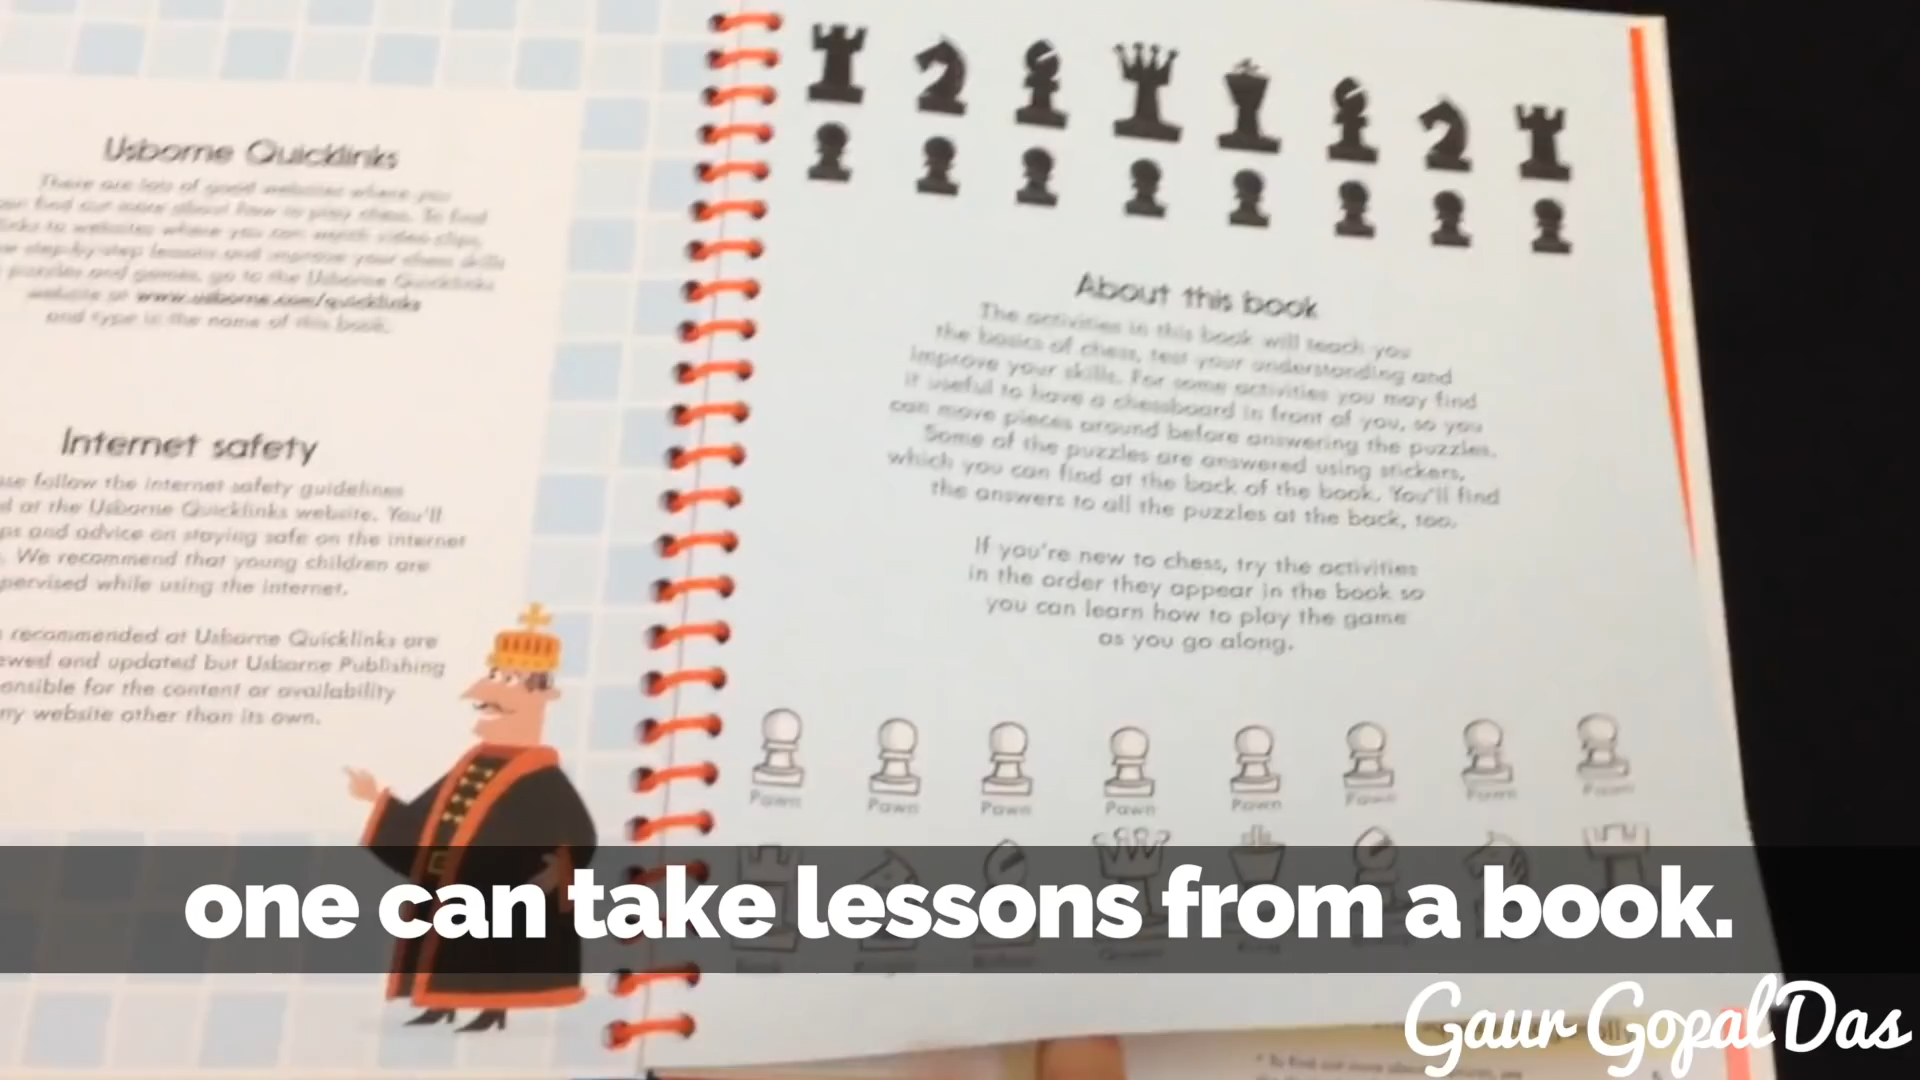 Usborne Quicklinks
There are lots of good websites where you
can find out more about how to play chess. To find
links to websites where you can watch video clips,
step-by-step lessons and improve your chess skills
puzzles and games, go to the Usborne Quicklinks
website at www.usborne.com/quicklinks
and type in the name of this book.
Internet safety
follow the internet safety guidelines
at the Usborne Quicklinks website. You'll
and advice on staying safe on the internet
We recommend that young children are
supervised while using the internet.
recommended at Usborne Quicklinks are
and updated but Usborne Publishing
for the content or availability
website other than its own.
About this book
The activities in this book will teach you
the basics of chess, test your understanding and
improve your skills. For some activities you may find
it useful to have a chessboard in front of you, so you
can move pieces around before answering the puzzles.
Some of the puzzles are answered using stickers,
which you can find at the back of the book. You'll find
the answers to all the puzzles at the back, too.
If you're new to chess, try the activities
in the order they appear in the book so
you can learn how to play the game
as you go along.
Pawn Pawn Pawn Pawn Pawn Pawn Pawn Pawn
one can take lessons from a book.
Gaur Gopal Das